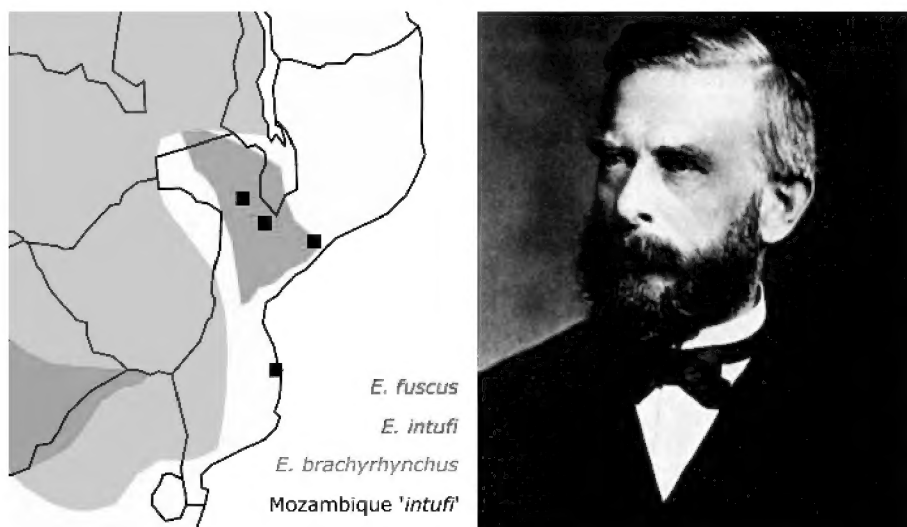 E. fuscus
E. intufi
E. brachyrhynchus
Mozambique 'intufi'